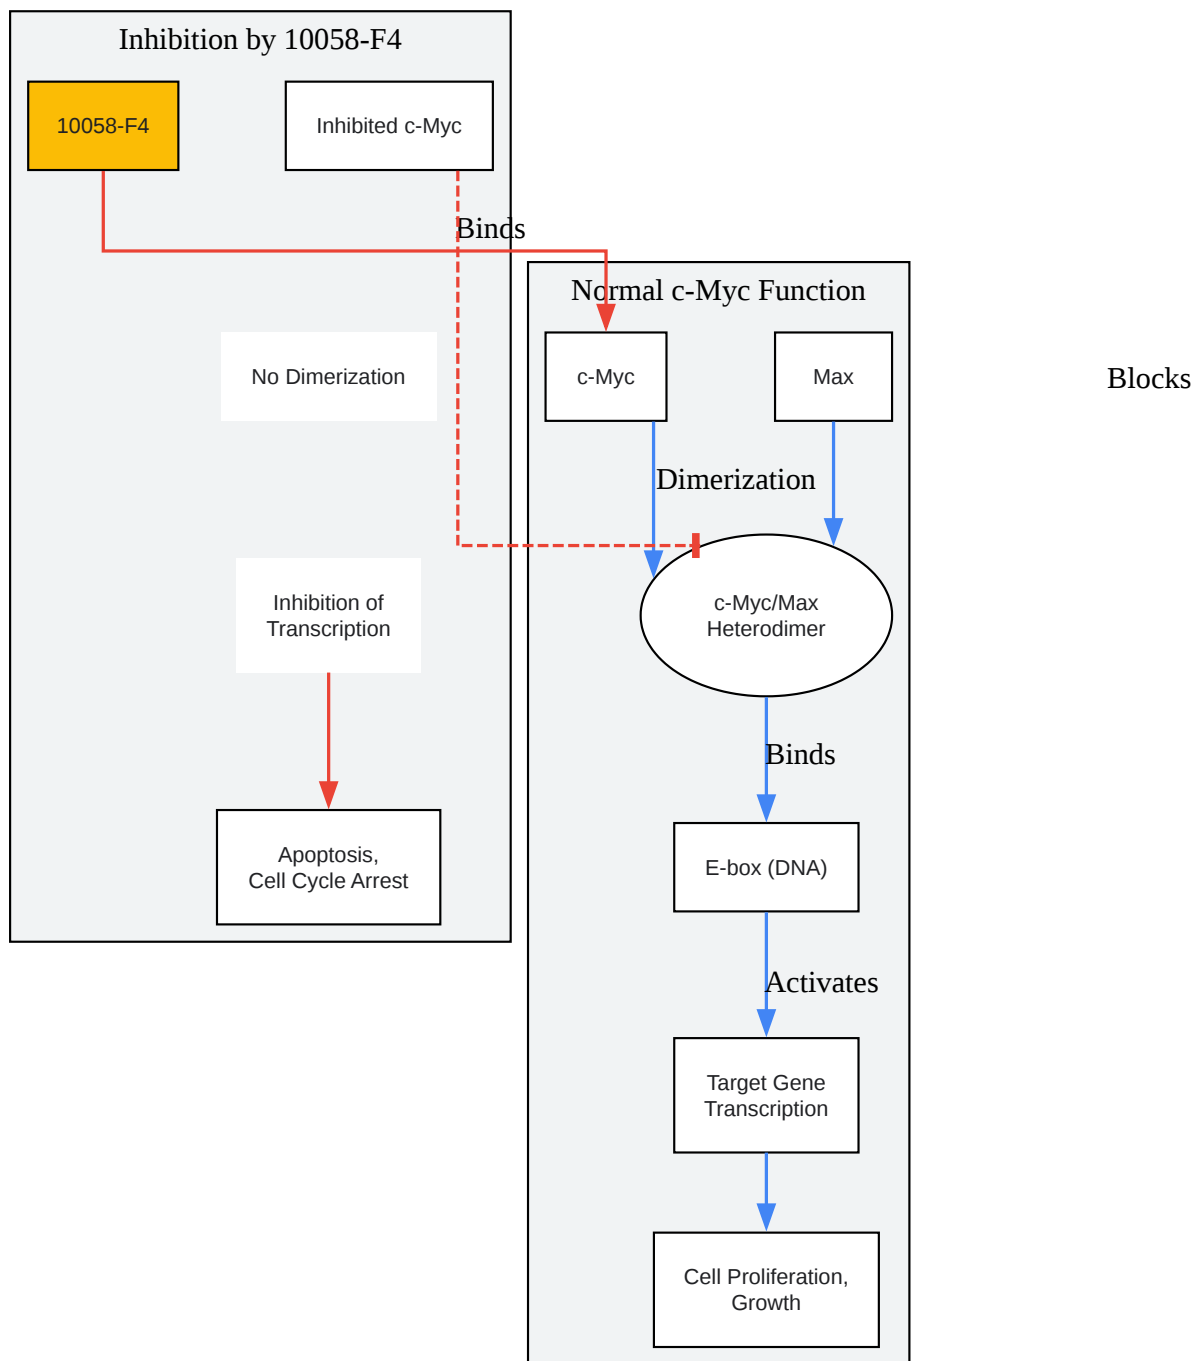 Inhibition by 10058-F4
10058-F4
Inhibited c-Myc
Binds
No Dimerization
Inhibition of
Transcription
Apoptosis,
Cell Cycle Arrest
Normal c-Myc Function
c-Myc
Max
Blocks
Dimerization
c-Myc/Max
Heterodimer
Binds
E-box (DNA)
Activates
Target Gene
Transcription
Cell Proliferation,
Growth